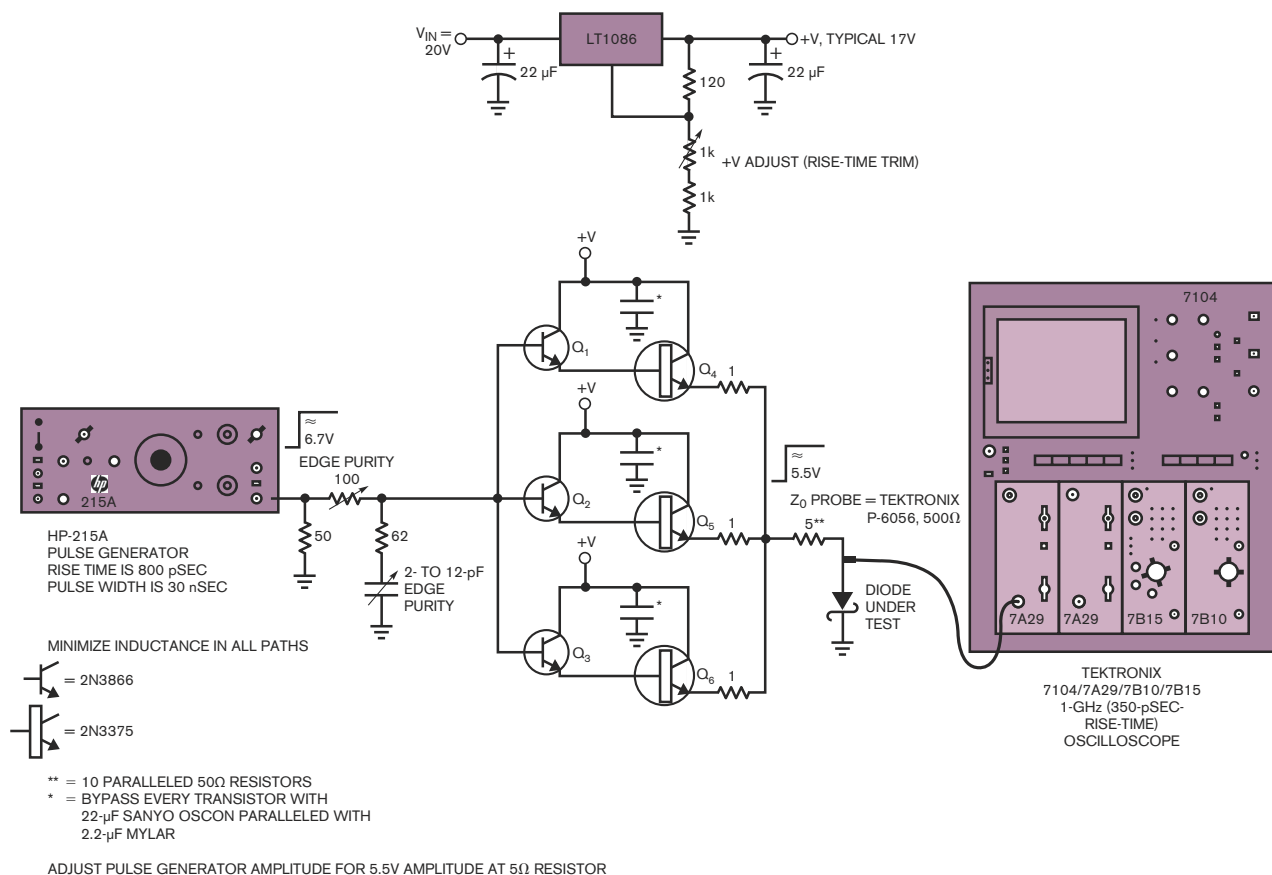 V_IN =
20V
LT1086
+V, TYPICAL 17V
+
22 µF
120
+
22 µF
1k
+V ADJUST (RISE-TIME TRIM)
1k
+V
*
Q1
Q4
1
+V
*
Q2
Q5
1
+V
*
Q3
Q6
1
hp
215A
≈
6.7V
EDGE PURITY
100
50
62
2- TO 12-pF
EDGE
PURITY
HP-215A
PULSE GENERATOR
RISE TIME IS 800 pSEC
PULSE WIDTH IS 30 nSEC
≈
5.5V
Z0 PROBE = TEKTRONIX
P-6056, 500Ω
5**
DIODE
UNDER
TEST
7104
7A29
7A29
7B15
7B10
TEKTRONIX
7104/7A29/7B10/7B15
1-GHz (350-pSEC-
RISE-TIME)
OSCILLOSCOPE
MINIMIZE INDUCTANCE IN ALL PATHS
= 2N3866
= 2N3375
** = 10 PARALLELED 50Ω RESISTORS
* = BYPASS EVERY TRANSISTOR WITH
22-µF SANYO OSCON PARALLELED WITH
2.2-µF MYLAR
ADJUST PULSE GENERATOR AMPLITUDE FOR 5.5V AMPLITUDE AT 5Ω RESISTOR